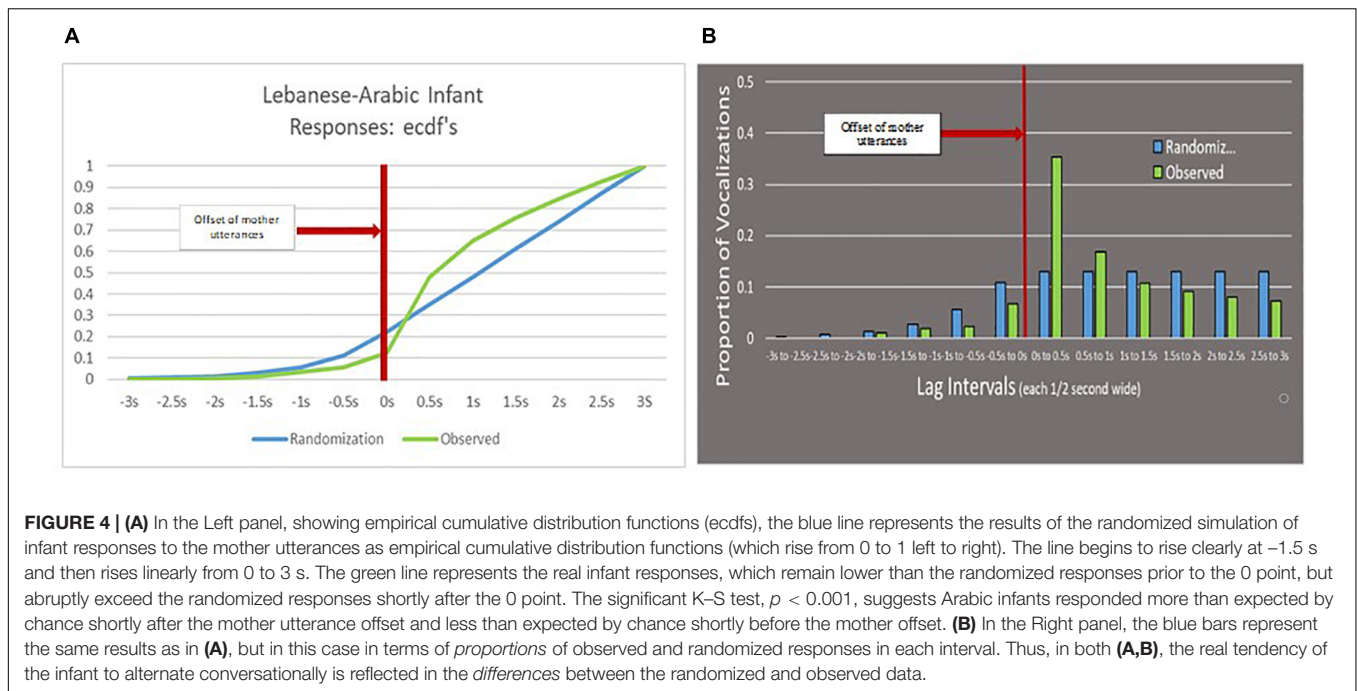 A
Lebanese-Arabic Infant
Responses: ecdf's
1
0.9
0.8
0.7
0.6
0.5
0.4
0.3
0.2
0.1
0
Offset of mother
utterances
-3s -2.5s -2s -1.5s -1s -0.5s 0s 0.5s 1s 1.5s 2s 2.5s 3S
Randomization Observed
B
Proportion of Vocalizations
0.5
0.4
0.3
0.2
0.1
0
Offset of mother
utterances
Randomiz...
Observed
-3s to -2.5s -2.5s to -2s -2s to -1.5s -1.5s to -1s -1s to -0.5s -0.5s to 0s 0s to 0.5s 0.5s to 1s 1s to 1.5s 1.5s to 2s 2s to 2.5s 2.5s to 3s
Lag Intervals (each 1/2 second wide)
FIGURE 4 | (A) In the Left panel, showing empirical cumulative distribution functions (ecdfs), the blue line represents the results of the randomized simulation of
infant responses to the mother utterances as empirical cumulative distribution functions (which rise from 0 to 1 left to right). The line begins to rise clearly at –1.5 s
and then rises linearly from 0 to 3 s. The green line represents the real infant responses, which remain lower than the randomized responses prior to the 0 point, but
abruptly exceed the randomized responses shortly after the 0 point. The significant K–S test, p < 0.001, suggests Arabic infants responded more than expected by
chance shortly after the mother utterance offset and less than expected by chance shortly before the mother offset. (B) In the Right panel, the blue bars represent
the same results as in (A), but in this case in terms of proportions of observed and randomized responses in each interval. Thus, in both (A,B), the real tendency of
the infant to alternate conversationally is reflected in the differences between the randomized and observed data.